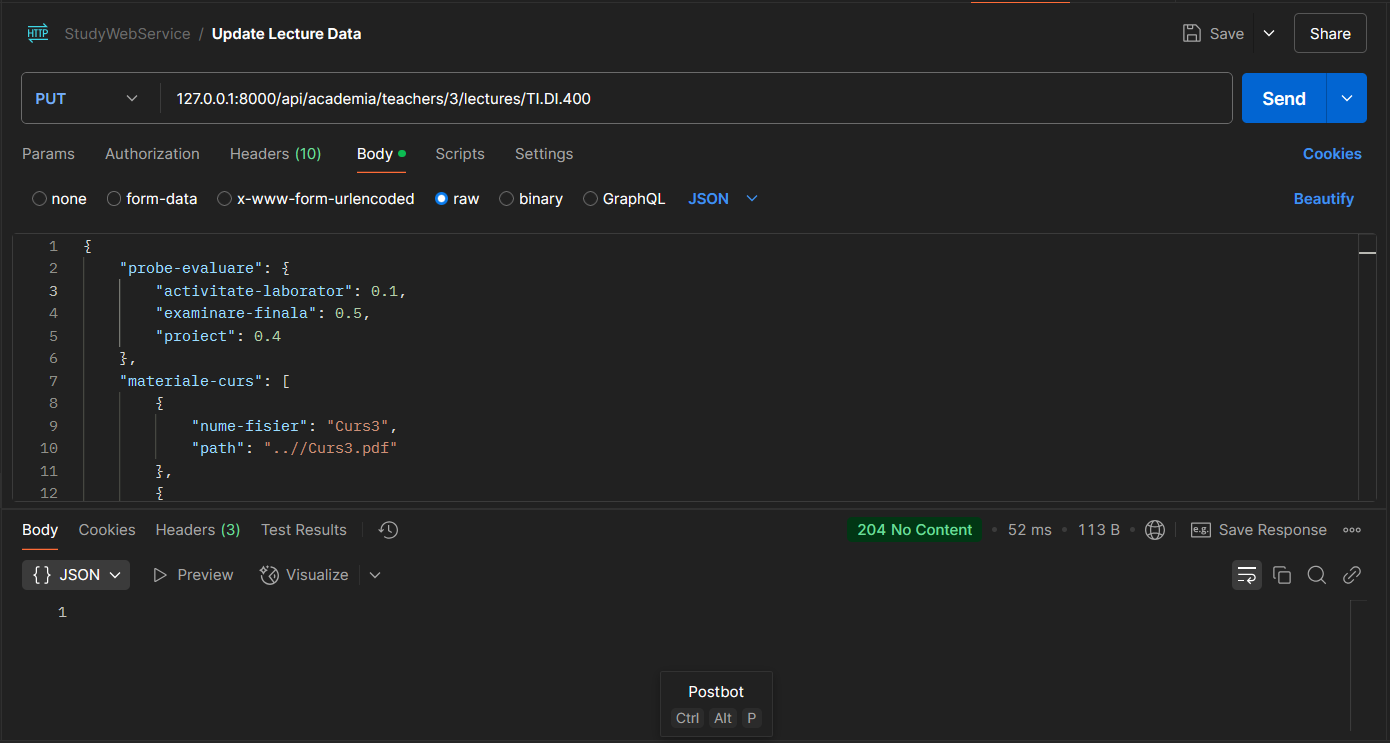 HTTP StudyWebService / Update Lecture Data Save Share
PUT 127.0.0.1:8000/api/academia/teachers/3/lectures/TI.DI.400 Send
Params Authorization Headers (10) Body Scripts Settings Cookies
none form-data x-www-form-urlencoded raw binary GraphQL JSON Beautify
1 {
2 "probe-evaluare": {
3 "activitate-laborator": 0.1,
4 "examinare-finala": 0.5,
5 "proiect": 0.4
6 },
7 "materiale-curs": [
8 {
9 "nume-fisier": "Curs3",
10 "path": "..//Curs3.pdf"
11 },
12 {
Body Cookies Headers (3) Test Results 204 No Content • 52 ms • 113 B • e.g. Save Response
{} JSON Preview Visualize
1
Postbot
Ctrl Alt P